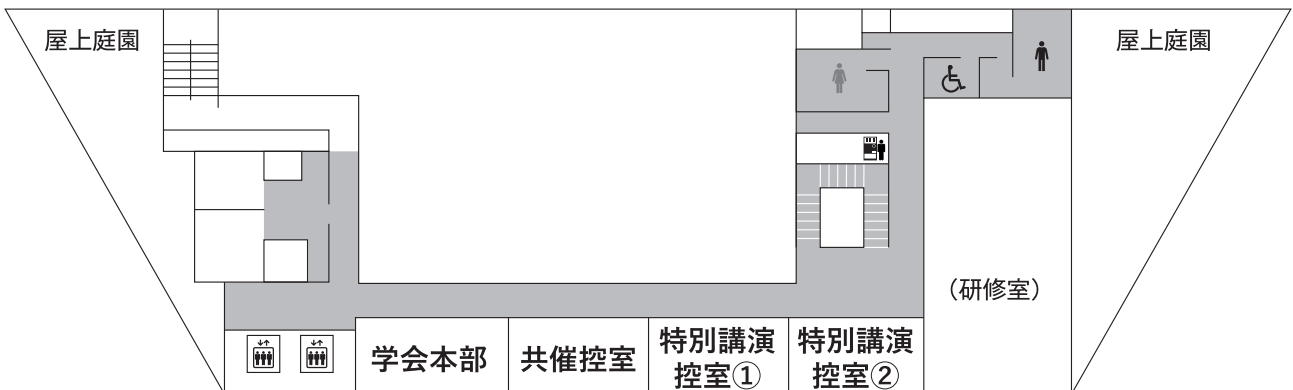 屋上庭園
屋上庭園
（研修室）
学会本部
共催控室
特別講演
控室①
特別講演
控室②